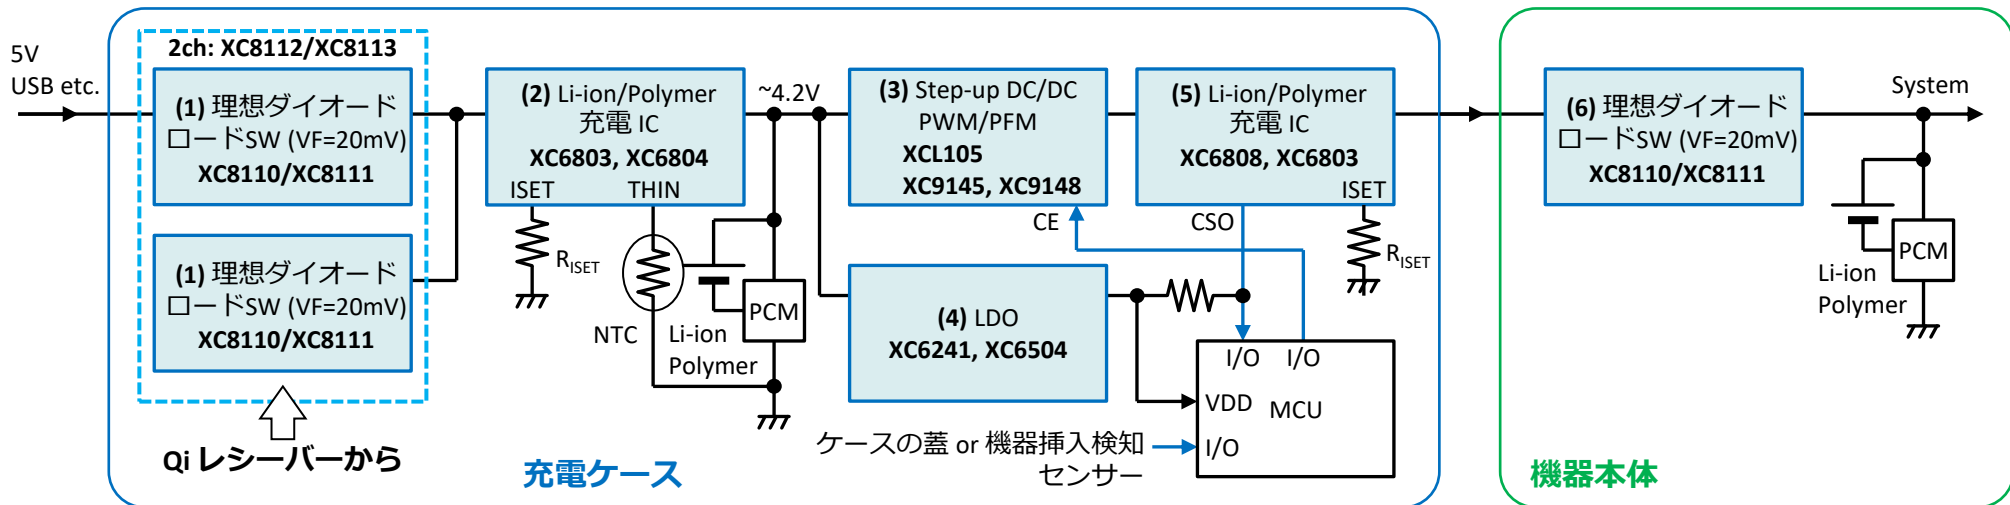 5V
USB etc.
2ch: XC8112/XC8113
(1) 理想ダイオード
ロードSW (VF=20mV)
XC8110/XC8111
(1) 理想ダイオード
ロードSW (VF=20mV)
XC8110/XC8111
Qi レシーバーから
(2) Li-ion/Polymer
充電 IC
XC6803, XC6804
ISET
THIN
RISET
NTC
Li-ion
Polymer
PCM
~4.2V
(3) Step-up DC/DC
PWM/PFM
XCL105
XC9145, XC9148
CE
(4) LDO
XC6241, XC6504
(5) Li-ion/Polymer
充電 IC
XC6808, XC6803
ISET
CSO
RISET
I/O
I/O
VDD
MCU
I/O
ケースの蓋 or 機器挿入検知
センサー
充電ケース
(6) 理想ダイオード
ロードSW (VF=20mV)
XC8110/XC8111
System
PCM
Li-ion
Polymer
機器本体